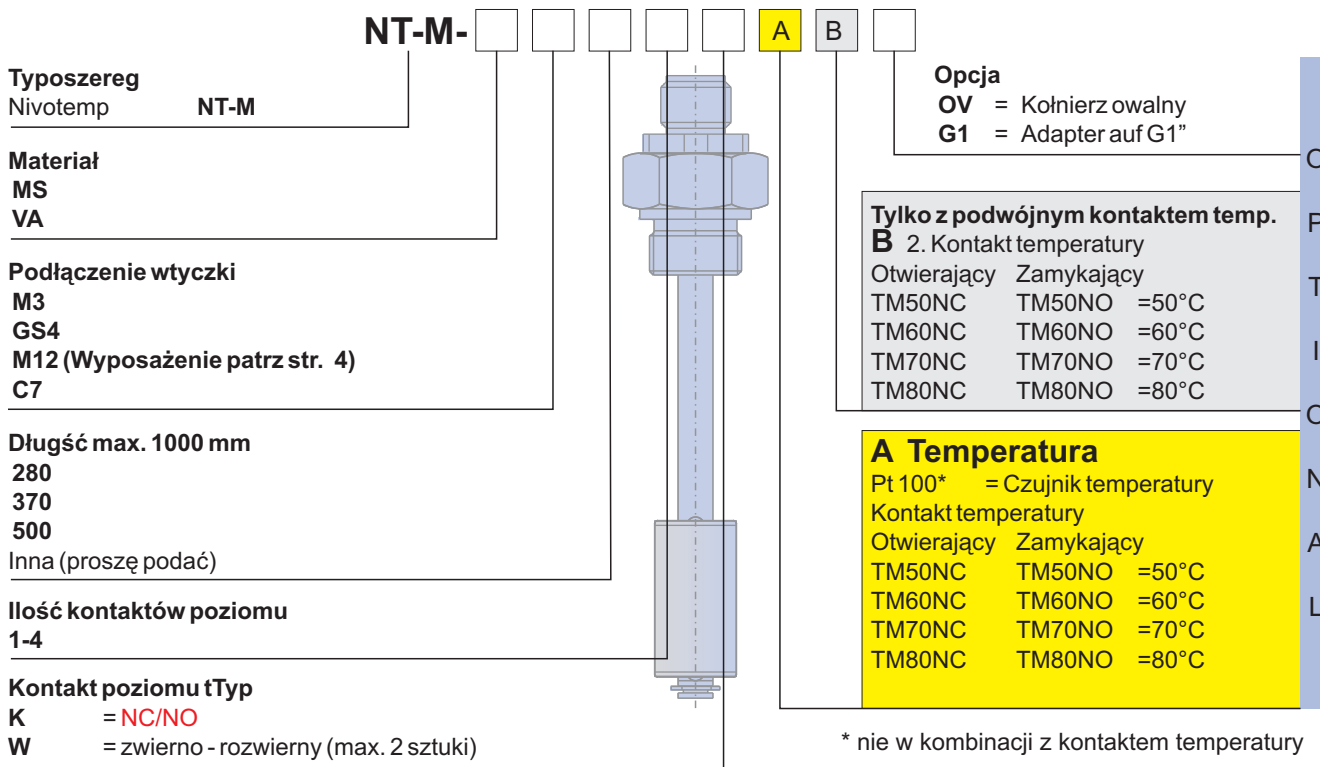 NT-M- A B
Typoszereg
Nivotemp NT-M
Materiał
MS
VA
Podłączenie wtyczki
M3
GS4
M12 (Wyposażenie patrz str. 4)
C7
Długść max. 1000 mm
280
370
500
Inna (proszę podać)
Ilość kontaktów poziomu
1-4
Kontakt poziomu tTyp
K = NC/NO
W = zwierno - rozwierny (max. 2 sztuki)
Opcja
OV = Kołnierz owalny
G1 = Adapter auf G1”
Tylko z podwójnym kontaktem temp.
B 2. Kontakt temperatury
Otwierający Zamykający
TM50NC TM50NO =50°C
TM60NC TM60NO =60°C
TM70NC TM70NO =70°C
TM80NC TM80NO =80°C
A Temperatura
Pt 100* = Czujnik temperatury
Kontakt temperatury
Otwierający Zamykający
TM50NC TM50NO =50°C
TM60NC TM60NO =60°C
TM70NC TM70NO =70°C
TM80NC TM80NO =80°C
* nie w kombinacji z kontaktem temperatury
O
P
T
I
O
N
A
L